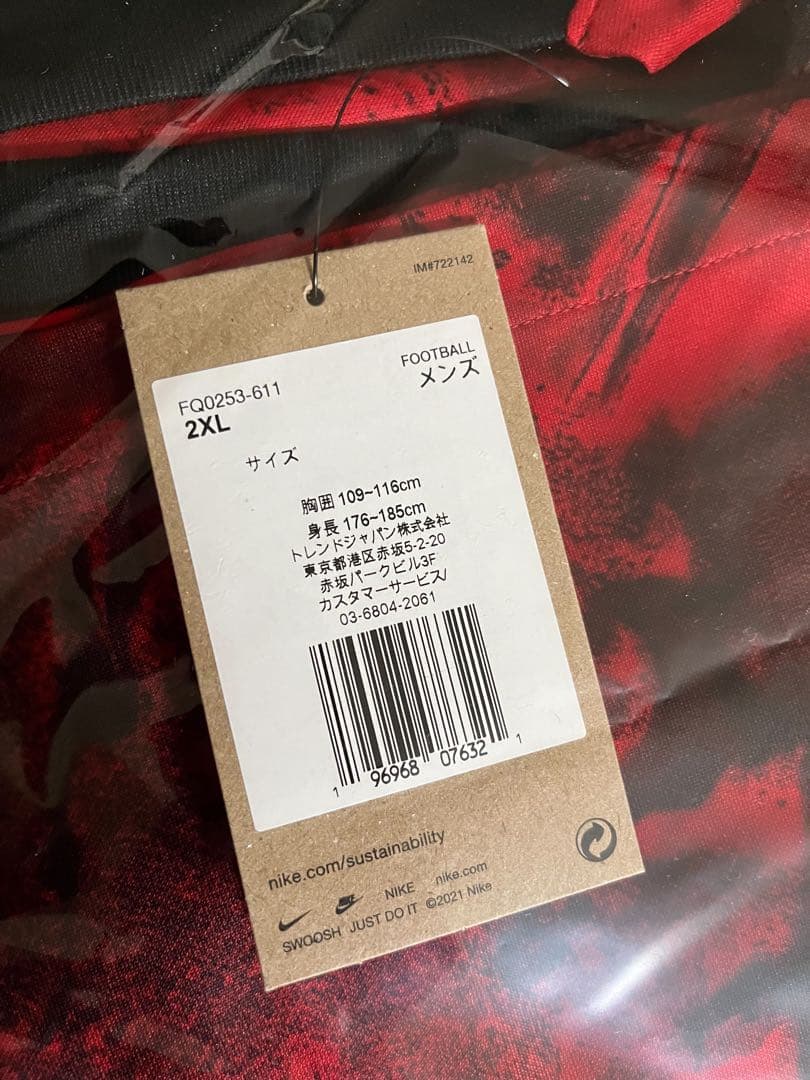 IM#722142
FQ0253-611
FOOTBALL
2XL
メンズ
サイズ
胸囲 109~116cm
身長 176~185cm
トレンドジャパン株式会社
東京都港区赤坂5-2-20
赤坂パークビル3F
カスタマーサービス/
03-6804-2061
1 96968 07632 1
nike.com/sustainability
NIKE nike.com
SWOOSH JUST DO IT ©2021 Nike